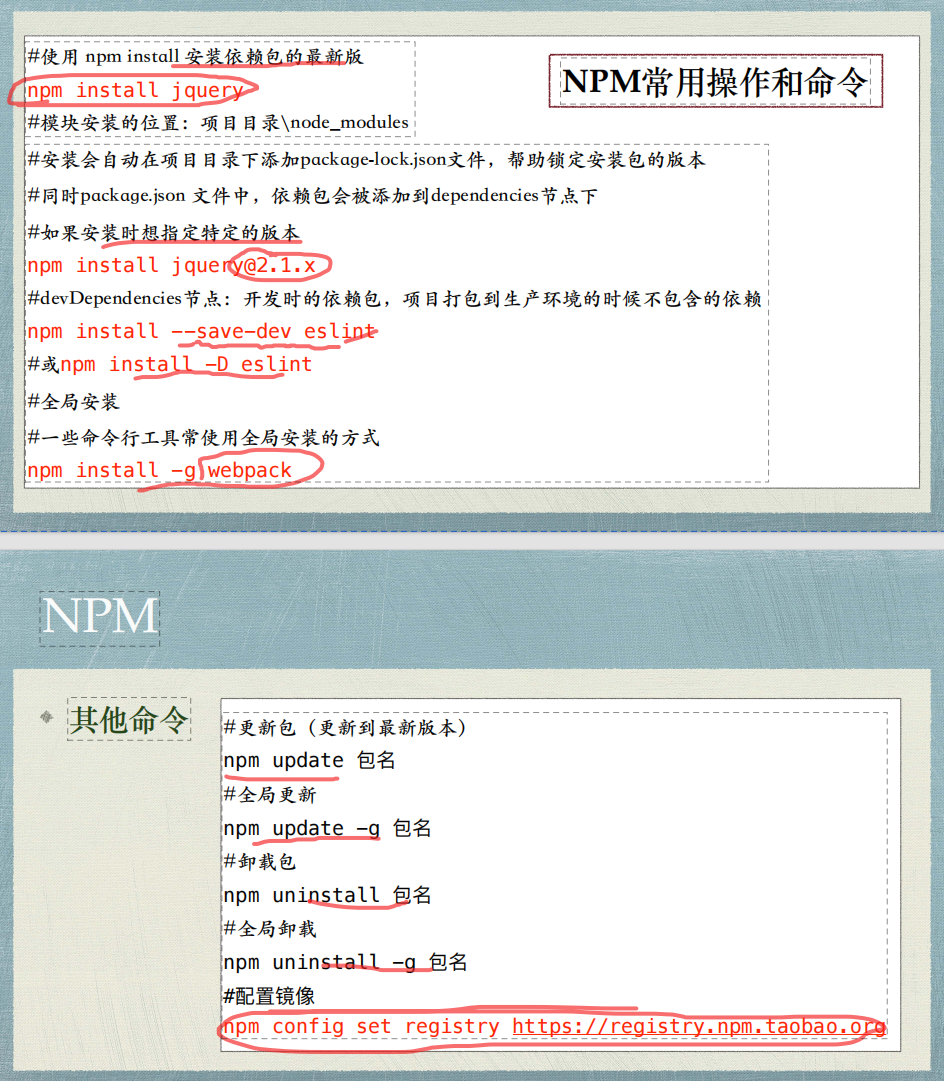 #使用 npm install 安装依赖包的最新版
npm install jquery
#模块安装的位置：项目目录\node_modules
NPM常用操作和命令
#安装会自动在项目目录下添加package-lock.json文件，帮助锁定安装包的版本
#同时package.json 文件中，依赖包会被添加到dependencies节点下
#如果安装时想指定特定的版本
npm install jquery@2.1.x
#devDependencies节点：开发时的依赖包，项目打包到生产环境的时候不包含的依赖
npm install --save-dev eslint
#或npm install -D eslint
#全局安装
#一些命令行工具常使用全局安装的方式
npm install -g webpack
NPM
其他命令
#更新包（更新到最新版本）
npm update 包名
#全局更新
npm update -g 包名
#卸载包
npm uninstall 包名
#全局卸载
npm uninstall -g 包名
#配置镜像
npm config set registry https://registry.npm.taobao.org